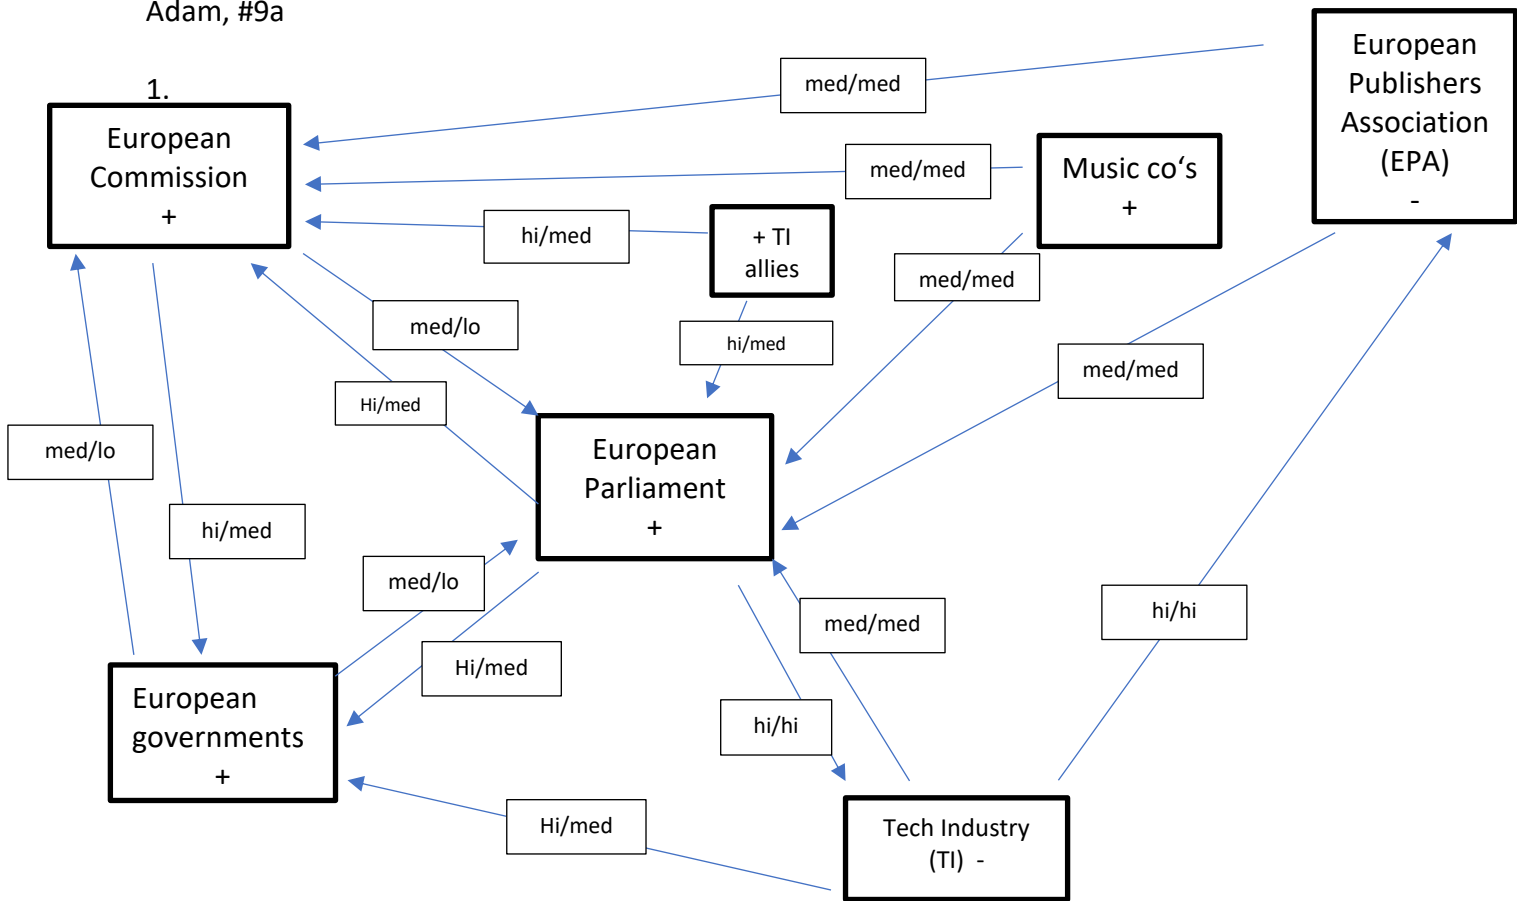 Adam, #9a
1.
European
Commission
+
med/med
European
Publishers
Association
(EPA)
-
med/med
Music co‘s
+
hi/med
+ TI
allies
med/med
med/lo
hi/med
med/med
Hi/med
European
Parliament
+
med/lo
hi/med
med/lo
Hi/med
med/med
hi/hi
hi/hi
European
governments
+
Hi/med
Tech Industry
(TI) -